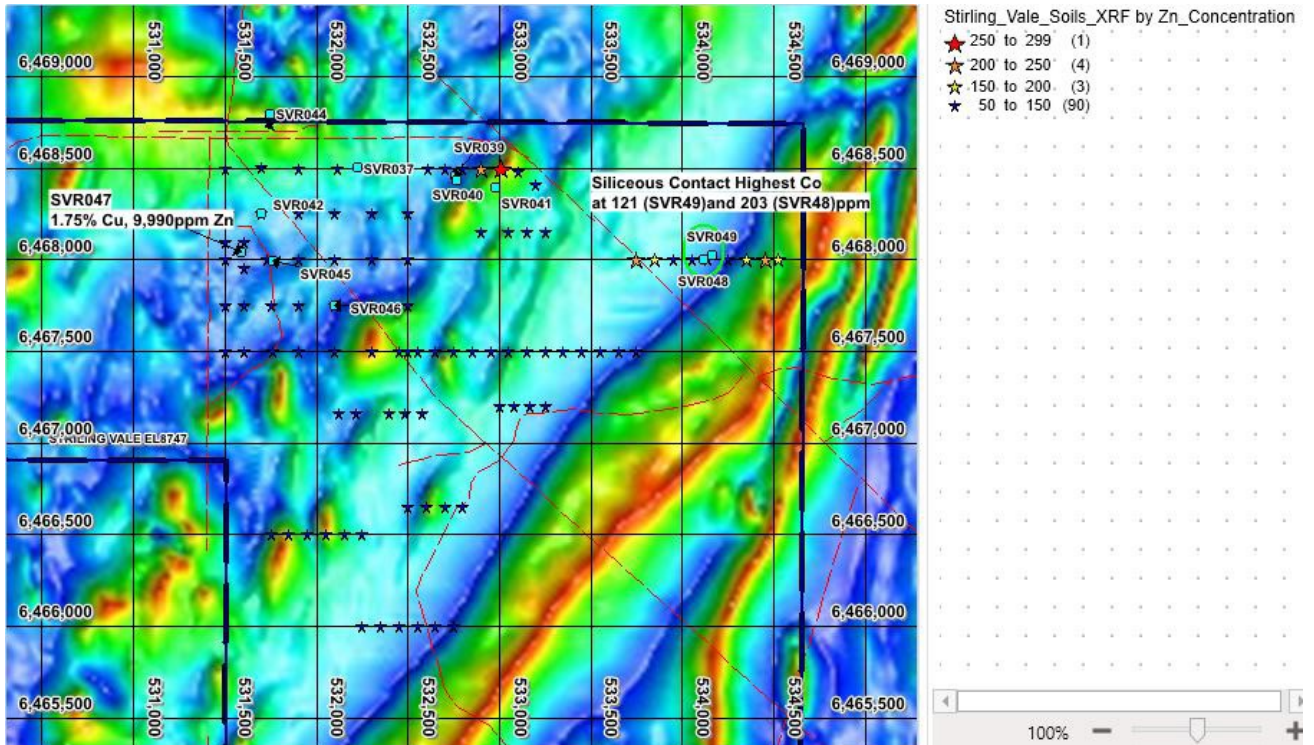 531,000
531,500
532,000
532,500
533,000
533,500
534,000
534,500
Stirling_Vale_Soils_XRF by Zn_Concentration
250 to 299 (1)
200 to 250 (4)
150 to 200 (3)
50 to 150 (90)
6,469,000
6,469,000
SVR044
6,468,500
SVR039
6,468,500
SVR037
SVR040
SVR041
Siliceous Contact Highest Co
at 121 (SVR49)and 203 (SVR48)ppm
SVR047
1.75% Cu, 9,990ppm Zn
SVR042
6,468,000
SVR049
6,468,000
SVR045
SVR048
SVR046
6,467,500
6,467,500
6,467,000
6,467,000
STRILING VALE EL8747
6,466,500
6,466,500
6,466,000
6,466,000
6,465,500
6,465,500
531,000
531,500
532,000
532,500
533,000
533,500
534,000
534,500
100%